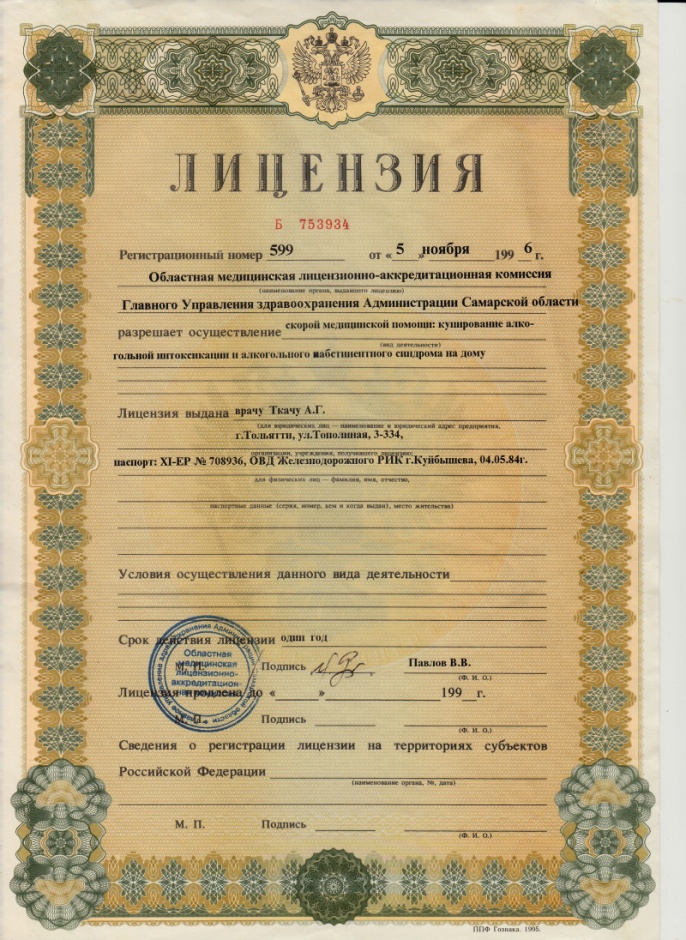 ЛИЦЕНЗИЯ
Б 753934
Регистрационный номер 599 от «5» ноября 1996 г.
Областная медицинская лицензионно-аккредитационная комиссия
(наименование органа, выдавшего лицензию)
Главного Управления здравоохранения Администрации Самарской области
разрешает осуществление скорой медицинской помощи: купирование алко-
(вид деятельности)
гольной интоксикации и алкогольного абстинентного синдрома на дому
Лицензия выдана врачу Ткачу А.Г.
(для юридических лиц — наименование и юридический адрес предприятия,
г.Тольятти, ул.Тополиная, 3-334,
организации, учреждения, получившего лицензию;
паспорт: XI-ЕР № 708936, ОВД Железнодорожного РИК г.Куйбышева, 04.05.84г.
для физических лиц — фамилия, имя, отчество,
паспортные данные (серия, номер, кем и когда выдан), место жительства)
Условия осуществления данного вида деятельности
Срок действия лицензии один год
М. П. Подпись Павлов В.В.
(Ф. И. О.)
Областная
медицинская
лицензионно-
аккредитацион-
Лицензия продлена до « » 199 г.
М. П. Подпись
(Ф. И. О.)
Сведения о регистрации лицензии на территориях субъектов
Российской Федерации
(наименование органа, №, дата)
М. П. Подпись
(Ф. И. О.)
ППФ Гознака. 1995.